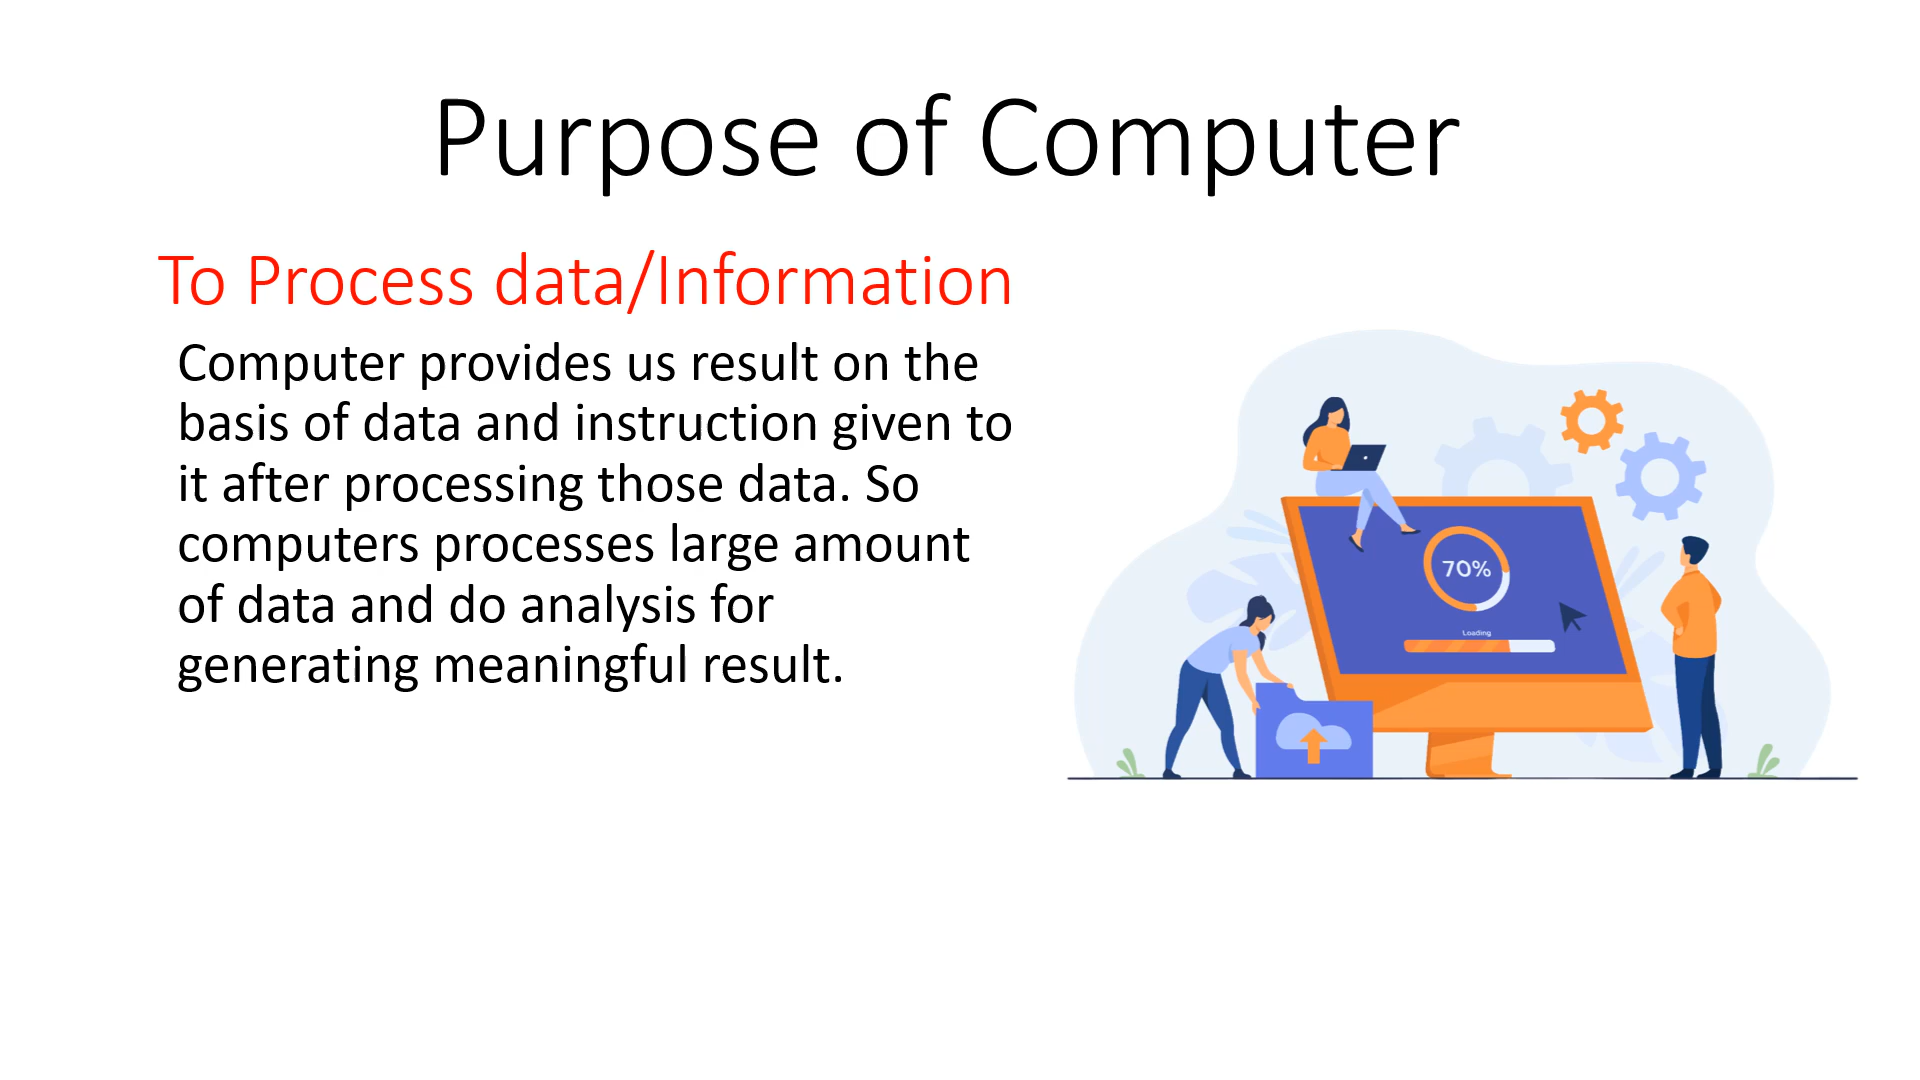 Purpose of Computer
To Process data/Information
Computer provides us result on the
basis of data and instruction given to
it after processing those data. So
computers processes large amount
of data and do analysis for
generating meaningful result.
70%
Loading